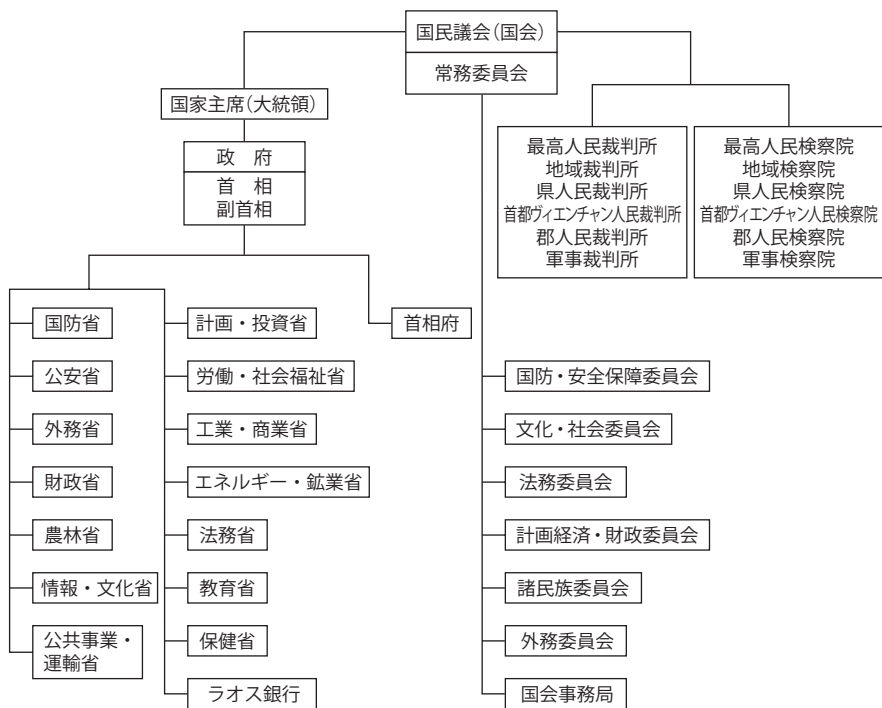 国民議会(国会)
常務委員会
国家主席(大統領)
政　府
首　相
副首相
最高人民裁判所
地域裁判所
県人民裁判所
首都ヴィエンチャン人民裁判所
郡人民裁判所
軍事裁判所
最高人民検察院
地域検察院
県人民検察院
首都ヴィエンチャン人民検察院
郡人民検察院
軍事検察院
国防省
公安省
外務省
財政省
農林省
情報・文化省
公共事業・
運輸省
計画・投資省
労働・社会福祉省
工業・商業省
エネルギー・鉱業省
法務省
教育省
保健省
ラオス銀行
首相府
国防・安全保障委員会
文化・社会委員会
法務委員会
計画経済・財政委員会
諸民族委員会
外務委員会
国会事務局